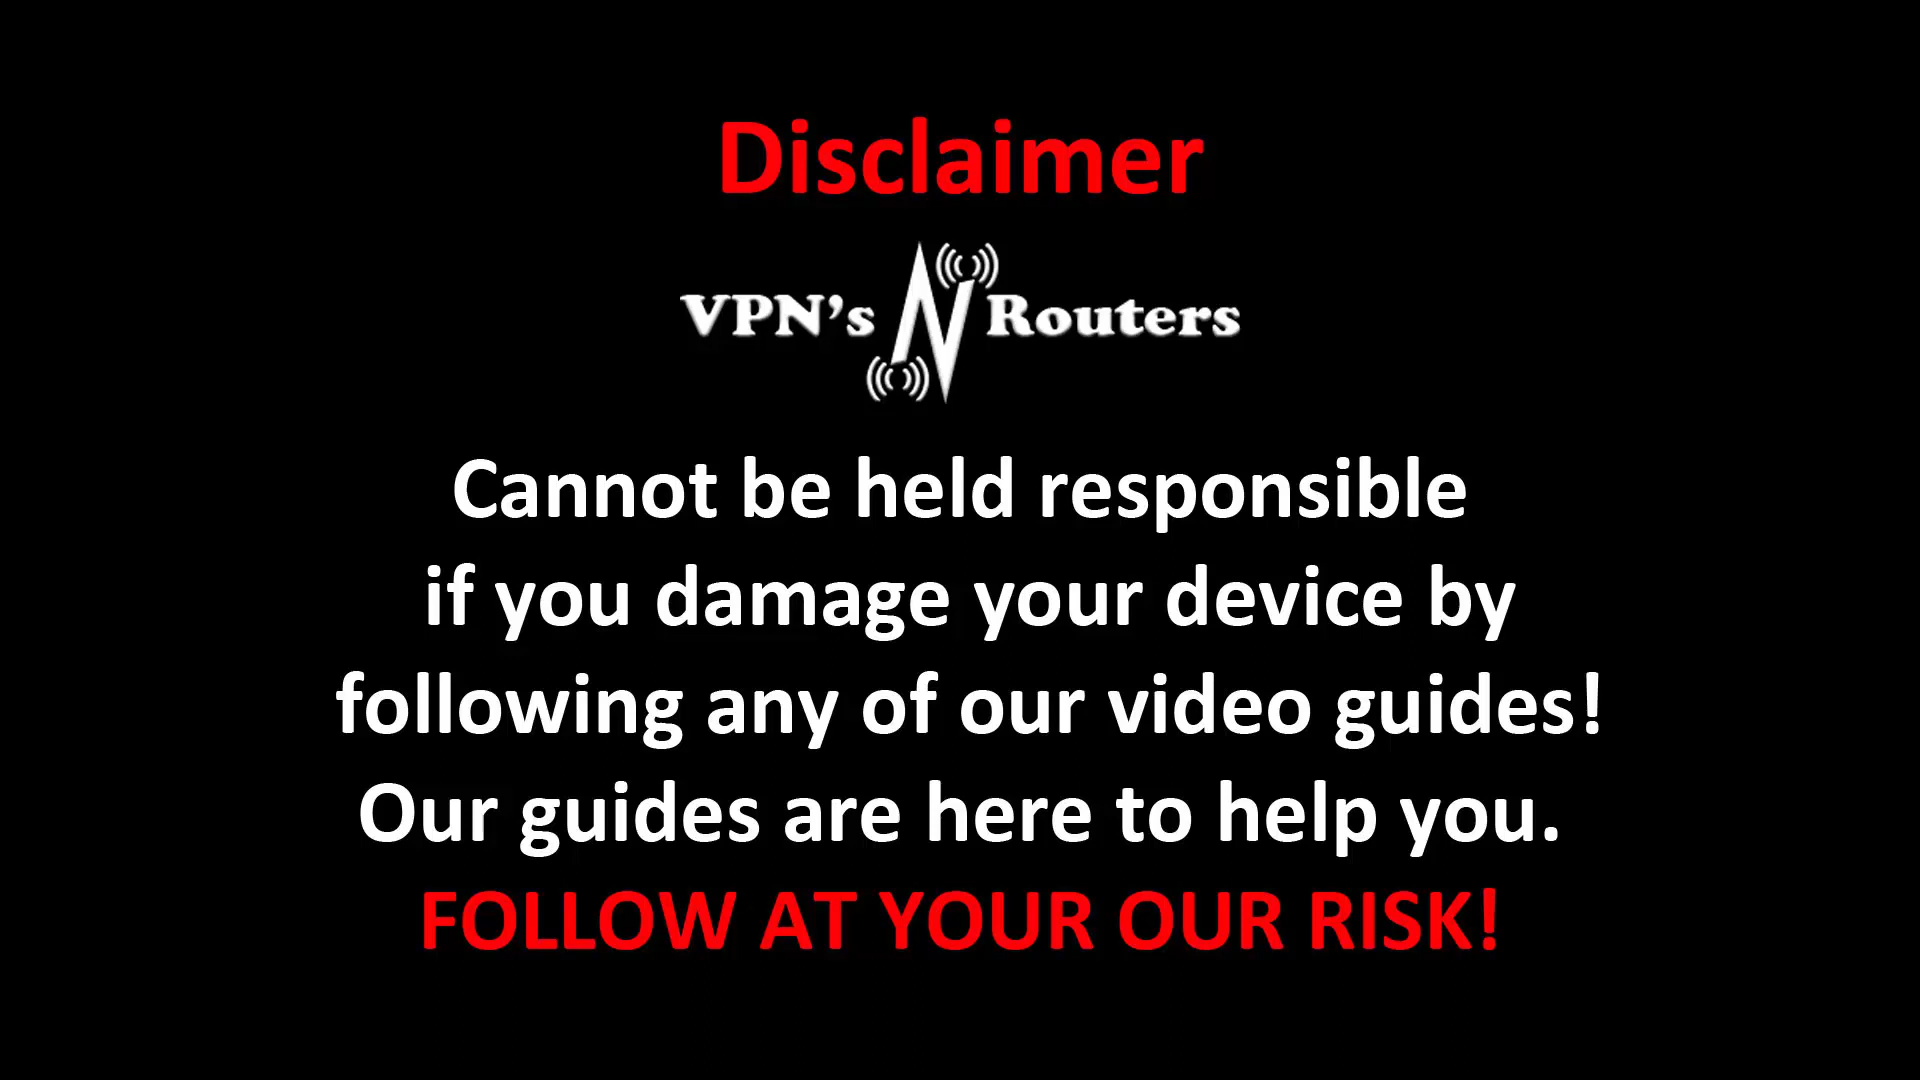 Disclaimer
VPN's N Routers
Cannot be held responsible
if you damage your device by
following any of our video guides!
Our guides are here to help you.
FOLLOW AT YOUR OUR RISK!